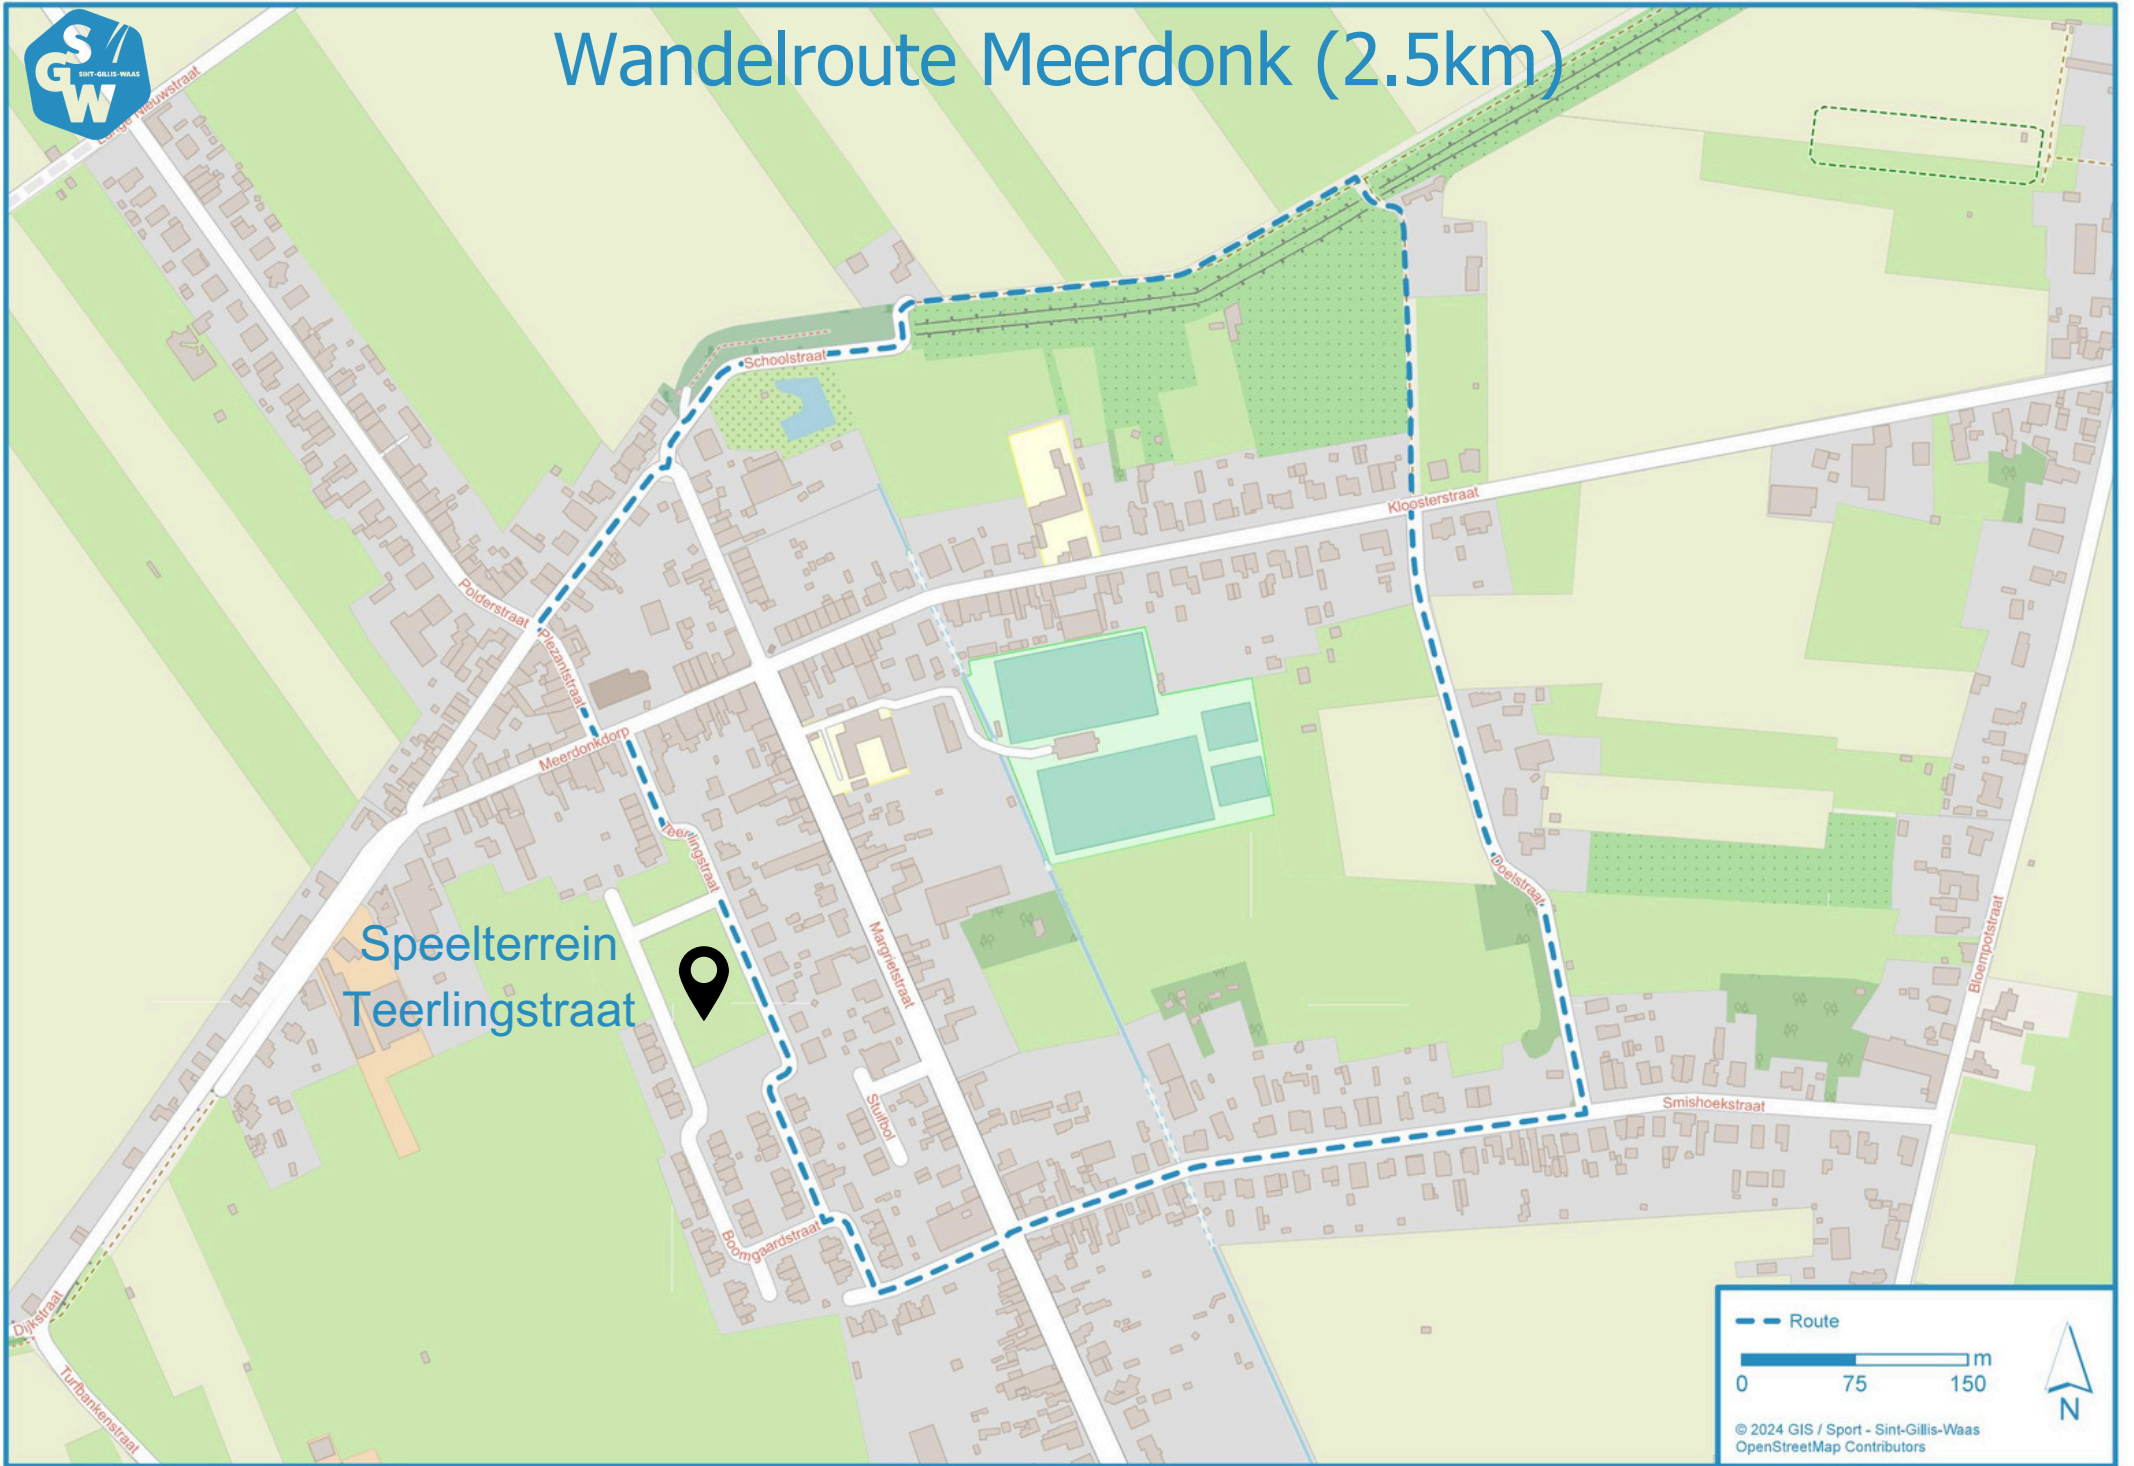 Wandelroute Meerdonk (2.5km)
S
G
W
SINT-GILLIS-WAAS
Lange Nieuwstraat
Schoolstraat
Kloosterstraat
Polderstraat
Plezantstraat
Meerdonkdorp
Teerlingstraat
Doelstraat
Margrietstraat
Bloempotstraat
Speelterrein
Teerlingstraat
Stuifbol
Smishoekstraat
Boomgaardstraat
Dijkstraat
Turfbankenstraat
Route
m
0 75 150
N
© 2024 GIS / Sport - Sint-Gillis-Waas
OpenStreetMap Contributors